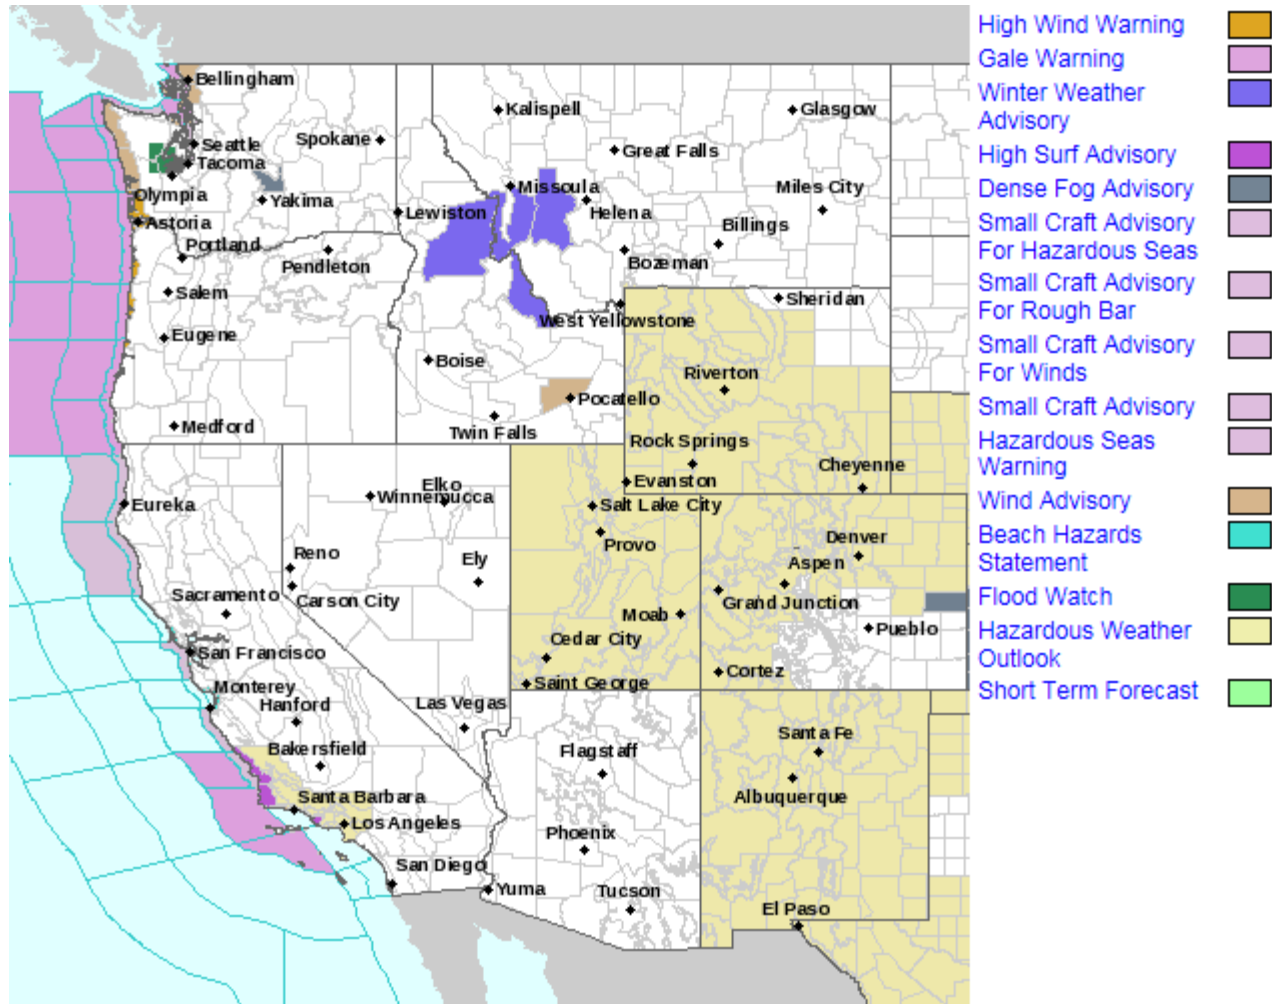 Bellingham
Kalispell
Glasgow
Spokane
Seattle
Great Falls
Tacoma
Olympia
Missoula
Miles City
Yakima
Lewiston
Helena
Astoria
Billings
Portland
Pendleton
Bozeman
Salem
Sheridan
West Yellowstone
Eugene
Boise
Riverton
Pocatello
Medford
Twin Falls
Rock Springs
Cheyenne
Elko
Evanston
Winnemucca
Eureka
Salt Lake City
Denver
Provo
Reno
Ely
Aspen
Sacramento
Carson City
Grand Junction
Moab
Pueblo
Cedar City
San Francisco
Cortez
Saint George
Monterey
Hanford
Las Vegas
Santa Fe
Bakersfield
Flagstaff
Santa Barbara
Albuquerque
Los Angeles
Phoenix
San Diego
Yuma
Tucson
El Paso
High Wind Warning
Gale Warning
Winter Weather
Advisory
High Surf Advisory
Dense Fog Advisory
Small Craft Advisory
For Hazardous Seas
Small Craft Advisory
For Rough Bar
Small Craft Advisory
For Winds
Small Craft Advisory
Hazardous Seas
Warning
Wind Advisory
Beach Hazards
Statement
Flood Watch
Hazardous Weather
Outlook
Short Term Forecast